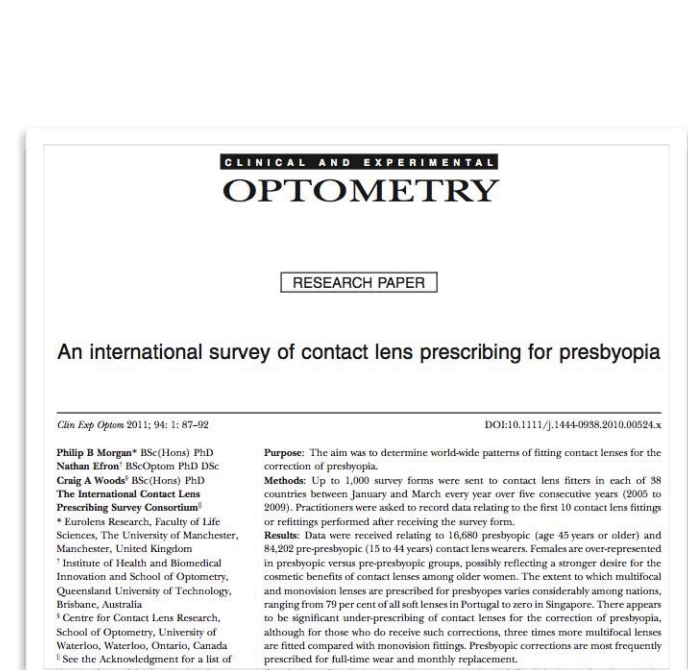 CLINICAL AND EXPERIMENTAL
OPTOMETRY
RESEARCH PAPER
An international survey of contact lens prescribing for presbyopia
Clin Exp Optom 2011; 94: 1: 87–92
DOI:10.1111/j.1444-0938.2010.00524.x
Philip B Morgan* BSc(Hons) PhD
Nathan Efron† BScOptom PhD DSc
Craig A Woods§ BSc(Hons) PhD
The International Contact Lens
Prescribing Survey Consortium||
* Eurolens Research, Faculty of Life
Sciences, The University of Manchester,
Manchester, United Kingdom
† Institute of Health and Biomedical
Innovation and School of Optometry,
Queensland University of Technology,
Brisbane, Australia
§ Centre for Contact Lens Research,
School of Optometry, University of
Waterloo, Waterloo, Ontario, Canada
|| See the Acknowledgment for a list of
Purpose: The aim was to determine world-wide patterns of fitting contact lenses for the
correction of presbyopia.
Methods: Up to 1,000 survey forms were sent to contact lens fitters in each of 38
countries between January and March every year over five consecutive years (2005 to
2009). Practitioners were asked to record data relating to the first 10 contact lens fittings
or refittings performed after receiving the survey form.
Results: Data were received relating to 16,680 presbyopic (age 45 years or older) and
84,202 pre-presbyopic (15 to 44 years) contact lens wearers. Females are over-represented
in presbyopic versus pre-presbyopic groups, possibly reflecting a stronger desire for the
cosmetic benefits of contact lenses among older women. The extent to which multifocal
and monovision lenses are prescribed for presbyopes varies considerably among nations,
ranging from 79 per cent of all soft lenses in Portugal to zero in Singapore. There appears
to be significant under-prescribing of contact lenses for the correction of presbyopia,
although for those who do receive such corrections, three times more multifocal lenses
are fitted compared with monovision fittings. Presbyopic corrections are most frequently
prescribed for full-time wear and monthly replacement.